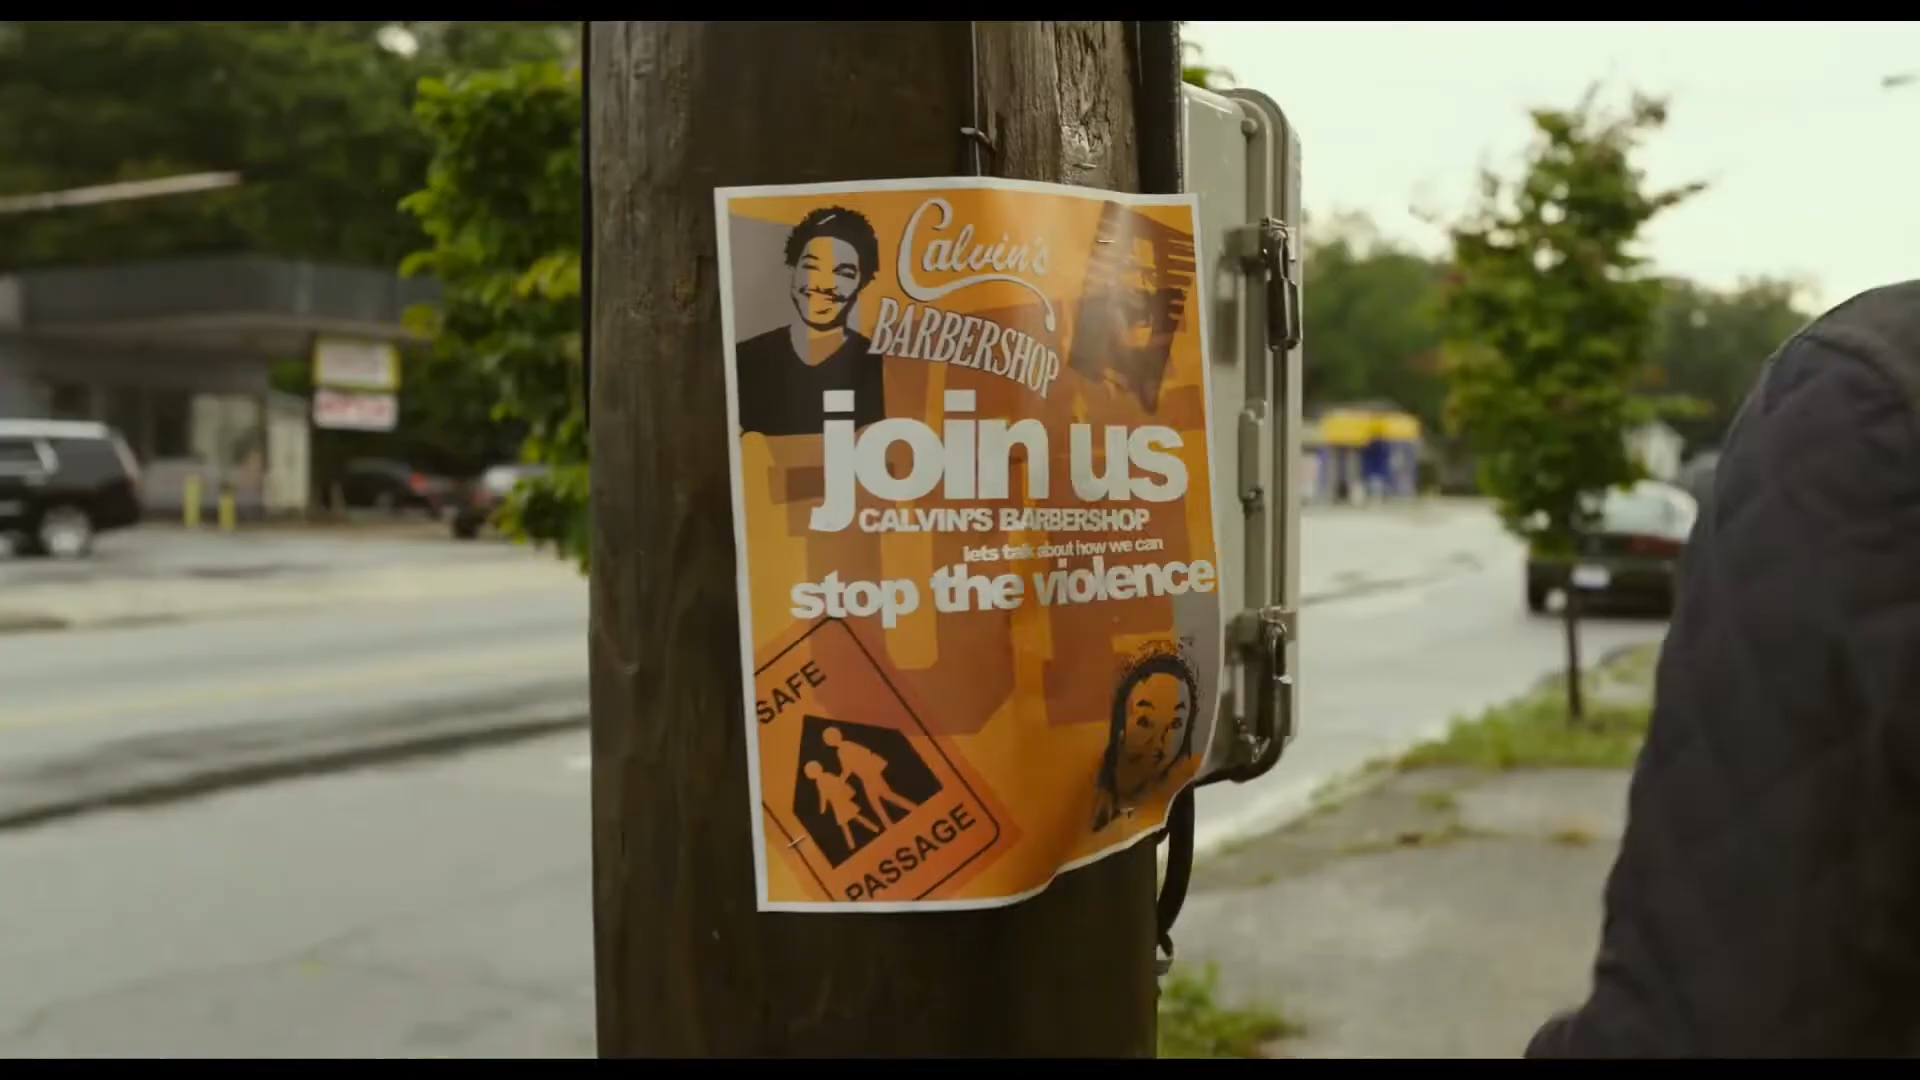 Calvin's
BARBERSHOP
join us
CALVIN'S BARBERSHOP
lets talk about how we can
stop the violence
SAFE
PASSAGE